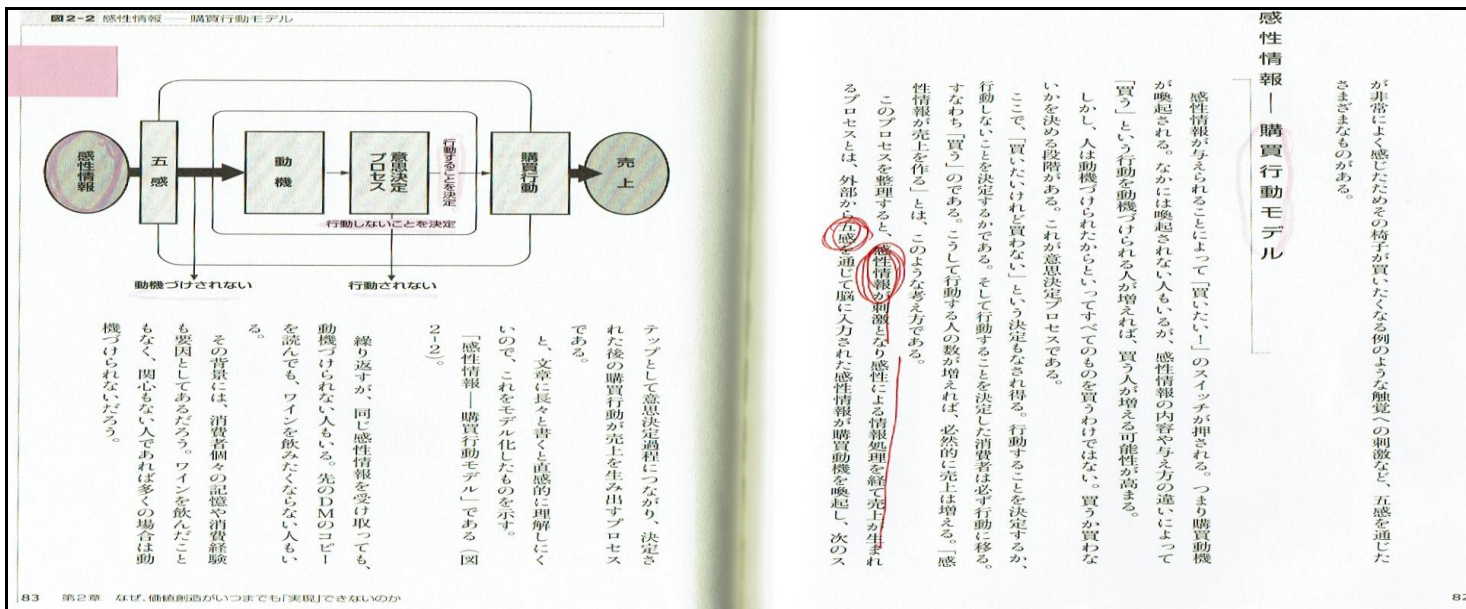 が非常によく感じたためその椅子が買いたくなる例のような触覚への刺激など、五感を通じた
さまざまなものがある。
感性情報―購買行動モデル
感性情報が与えられることによって「買いたい!」のスイッチが押される。つまり購買動機
が喚起される。なかには喚起されない人もいるが、感性情報の内容や与え方の違いによって
「買う」という行動を動機づけられる人が増えれば、買う人が増える可能性が高まる。
しかし、人は動機づけられたからといってすべてのものを買うわけではない。買うか買わな
いかを決める段階がある。これが意思決定プロセスである。
ここで、「買いたいけれど買わない」という決定もなされ得る。行動することを決定するか、
行動しないことを決定するかである。そして行動することを決定した消費者は必ず行動に移る。
すなわち「買う」のである。こうして行動する人の数が増えれば、必然的に売上は増える。「感
性情報が売上を作る」とは、このような考え方である。
このプロセスを整理すると、感性情報が刺激となり感性による情報処理を経て売上が生まれ
るプロセスとは、外部から五感を通じて脳に入力された感性情報が購買動機を喚起し、次のス
82
図2-2 感性情報――購買行動モデル
感性情報
五感
動機
意思決定
プロセス
行動することを決定
購買行動
売上
行動しないことを決定
動機づけされない
行動されない
テップとして意思決定過程につながり、決定さ
れた後の購買行動が売上を生み出すプロセス
である。
と、文章に長々と書くと直感的に理解しにく
いので、これをモデル化したものを示す。
「感性情報――購買行動モデル」である(図
2-2)。
繰り返すが、同じ感性情報を受け取っても、
動機づけられない人もいる。先のDMのコピー
を読んでも、ワインを飲みたくならない人もい
る。
その背景には、消費者個々の記憶や消費経験
も要因としてあるだろう。ワインを飲んだこと
もなく、関心もない人であれば多くの場合は動
機づけられないだろう。
83 第2章 なぜ、価値創造がいつまでも「実現」できないのか